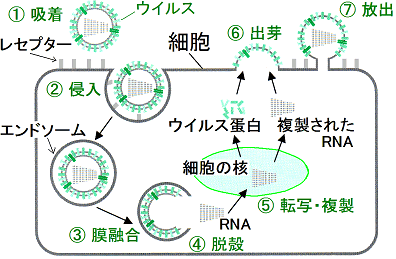 ① 吸着
ウイルス
レセプター
細胞
⑥ 出芽
⑦ 放出
② 侵入
エンドソーム
ウイルス蛋白
複製された
RNA
細胞の核
⑤ 転写・複製
RNA
③ 膜融合
④ 脱殻